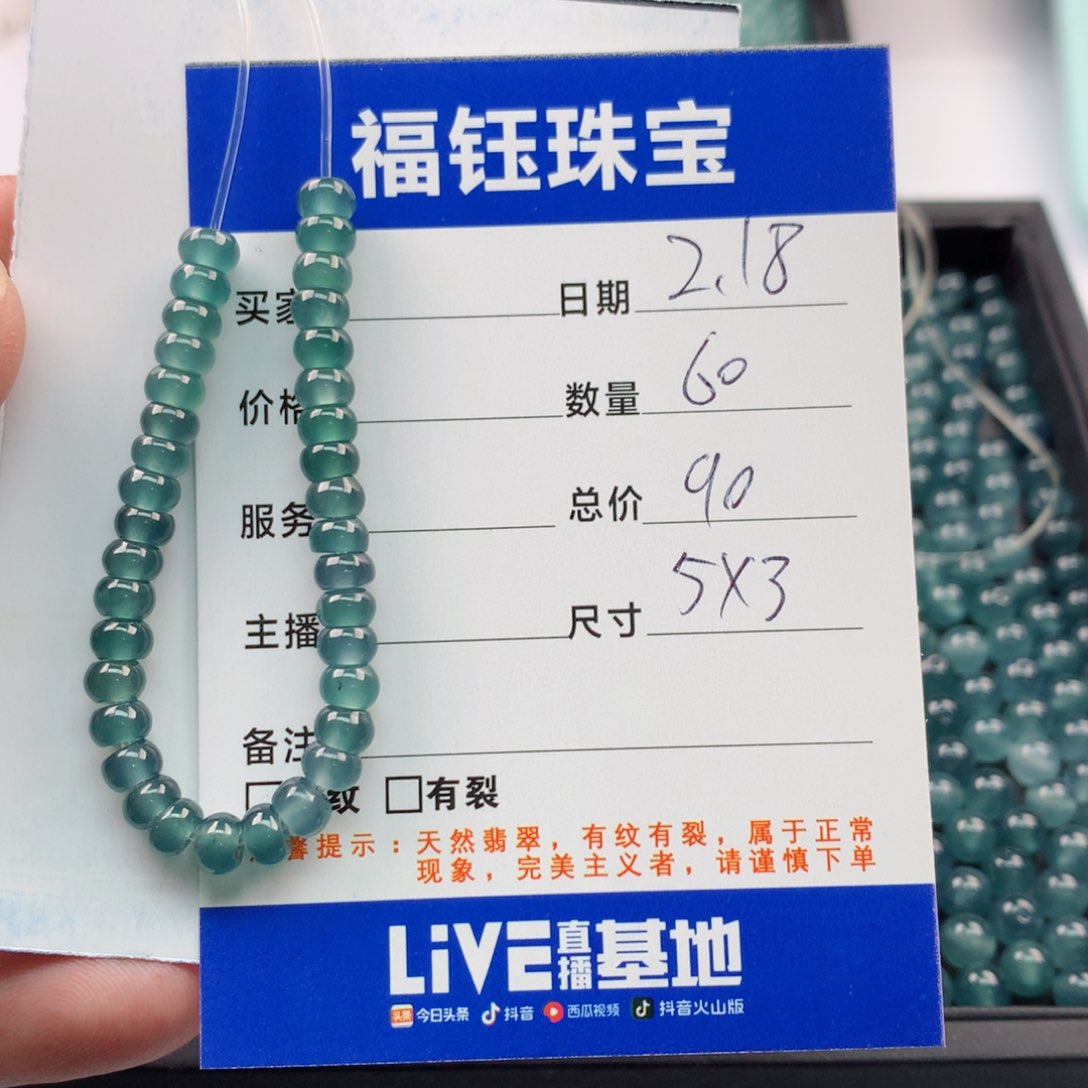 福钰珠宝
买家 日期 2.18
价格 数量 60
服务 总价 90
主播 尺寸 5X3
备注
纹 有裂
提示：天然翡翠，有纹有裂，属于正常
现象，完美主义者，请谨慎下单
LiVE直播基地
头条 今日头条 抖音 西瓜视频 抖音火山版